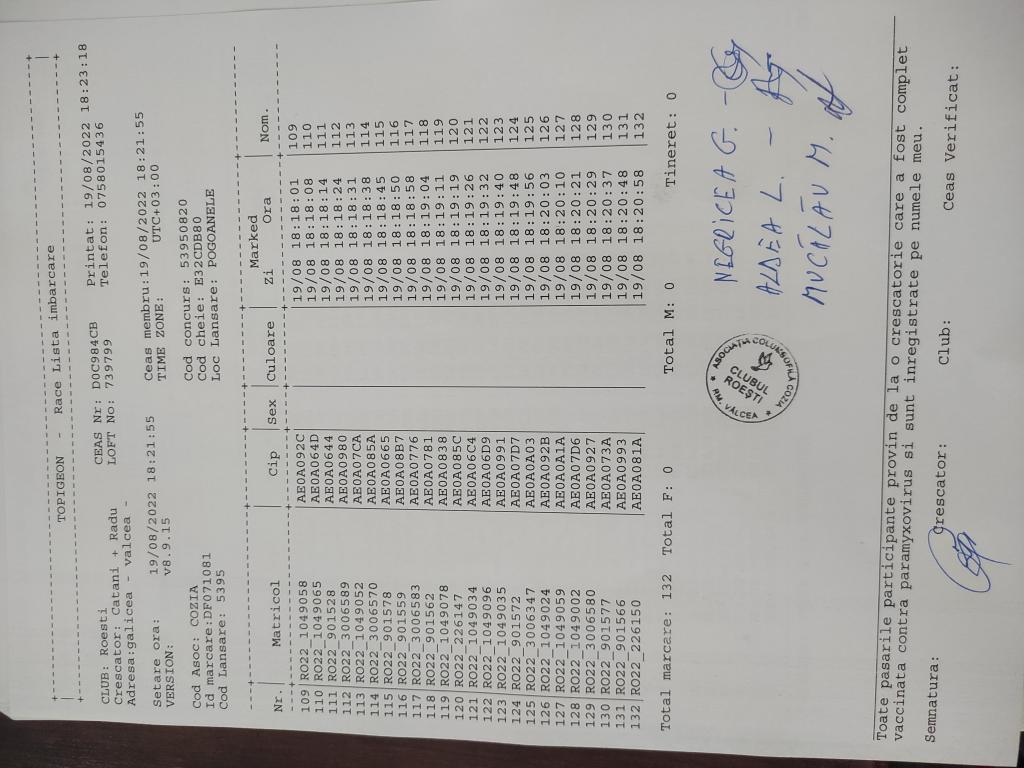 TOPIGEON - Race Lista imbarcare
CLUB: Roesti CEAS Nr: D0C984CB Printat: 19/08/2022 18:23:18
Crescator: Catani + Radu LOFT No: 739799 Telefon: 0758015436
Adresa:galicea - valcea -
Setare ora: 19/08/2022 18:21:55 Ceas membru:19/08/2022 18:21:55
VERSION: v8.9.15 TIME ZONE: UTC+03:00
Cod Asoc: COZIA Cod concurs: 53950820
Id marcare:DF071081 Cod cheie: E32CDB80
Cod Lansare: 5395 Loc Lansare: POGOANELE
Marked
Nr. Matricol Cip Sex Culoare Zi Ora Nom.
109 RO22_1049058 AE0A092C 19/08 18:18:01 109
110 RO22_1049065 AE0A064D 19/08 18:18:08 110
111 RO22_901528 AE0A0644 19/08 18:18:14 111
112 RO22_3006589 AE0A0980 19/08 18:18:24 112
113 RO22_1049052 AE0A07CA 19/08 18:18:31 113
114 RO22_3006570 AE0A085A 19/08 18:18:38 114
115 RO22_901578 AE0A0665 19/08 18:18:45 115
116 RO22_901559 AE0A08B7 19/08 18:18:50 116
117 RO22_3006583 AE0A0776 19/08 18:18:58 117
118 RO22_901562 AE0A0781 19/08 18:19:04 118
119 RO22_1049078 AE0A0838 19/08 18:19:11 119
120 RO22_226147 AE0A085C 19/08 18:19:19 120
121 RO22_1049034 AE0A06C4 19/08 18:19:26 121
122 RO22_1049096 AE0A06D9 19/08 18:19:32 122
123 RO22_1049035 AE0A0991 19/08 18:19:40 123
124 RO22_901572 AE0A07D7 19/08 18:19:48 124
125 RO22_3006347 AE0A0A03 19/08 18:19:56 125
126 RO22_1049024 AE0A092B 19/08 18:20:03 126
127 RO22_1049059 AE0A0A1A 19/08 18:20:10 127
128 RO22_1049002 AE0A07D6 19/08 18:20:21 128
129 RO22_3006580 AE0A0927 19/08 18:20:29 129
130 RO22_901577 AE0A073A 19/08 18:20:37 130
131 RO22_901566 AE0A0993 19/08 18:20:48 131
132 RO22_226150 AE0A081A 19/08 18:20:58 132
Total marcare: 132 Total F: 0 Total M: 0 Tineret: 0
NEGRICEA G. -
ALDEA L. -
MUCĂLĂU M.
ASOCIAȚIA COLUMBOFILĂ COZIA
CLUBUL
ROEȘTI
RM. VÂLCEA
Toate pasarile participante provin de la o crescatorie care a fost complet
vaccinata contra paramyxovirus si sunt inregistrate pe numele meu.
Semnatura: Crescator: Club: Ceas Verificat: